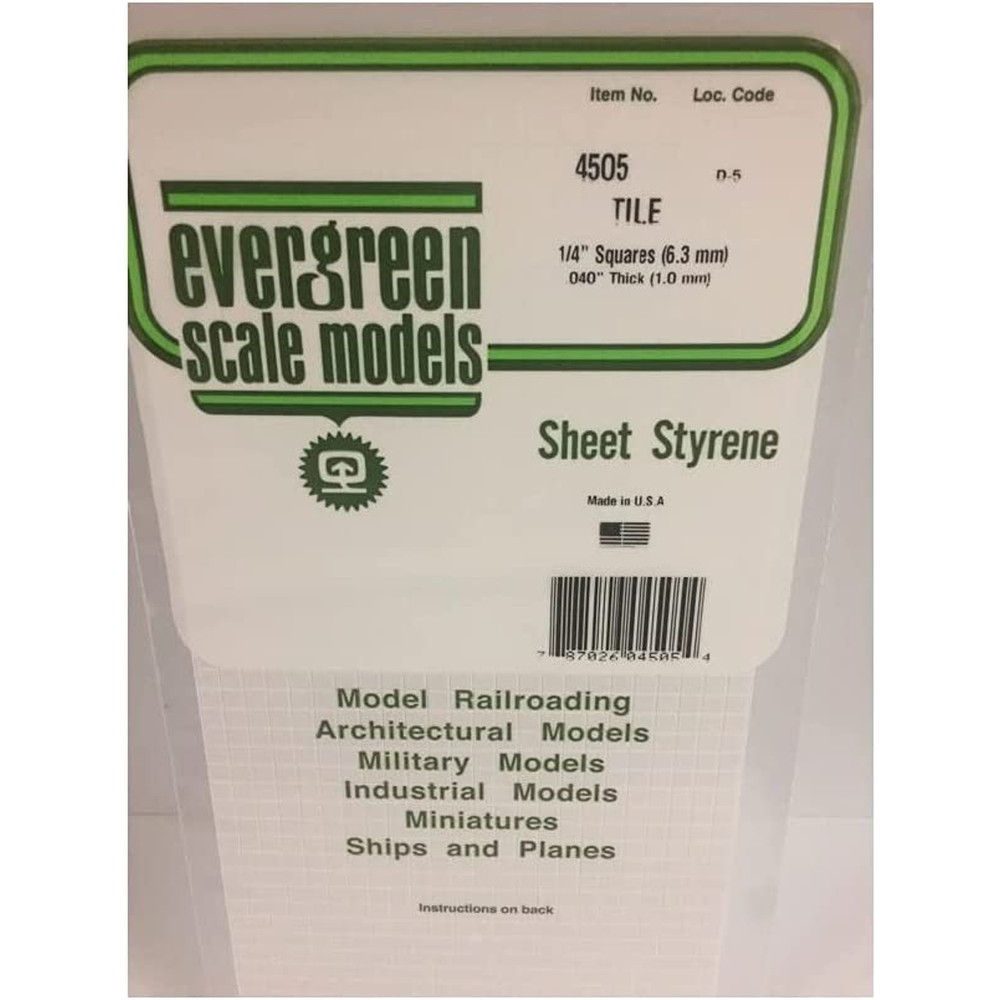 Item No. Loc. Code
4505 D-5
TILE
1/4" Squares (6.3 mm)
.040" Thick (1.0 mm)
evergreen
scale models
Sheet Styrene
Made in U.S.A
7 87026 04505 4
Model Railroading
Architectural Models
Military Models
Industrial Models
Miniatures
Ships and Planes
Instructions on back